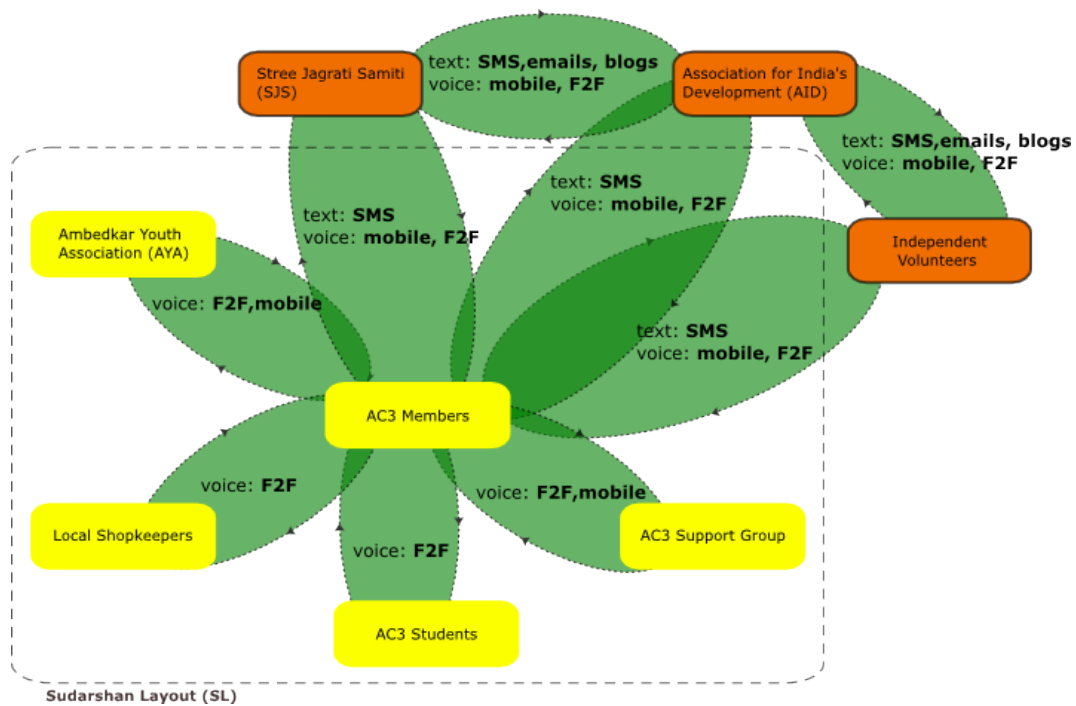 Stree Jagrati Samiti
(SJS)
text: SMS,emails, blogs
voice: mobile, F2F
Association for India's
Development (AID)
text: SMS,emails, blogs
voice: mobile, F2F
text: SMS
voice: mobile, F2F
text: SMS
voice: mobile, F2F
Ambedkar Youth
Association (AYA)
Independent
Volunteers
voice: F2F,mobile
text: SMS
voice: mobile, F2F
AC3 Members
voice: F2F
voice: F2F,mobile
Local Shopkeepers
voice: F2F
AC3 Support Group
AC3 Students
Sudarshan Layout (SL)